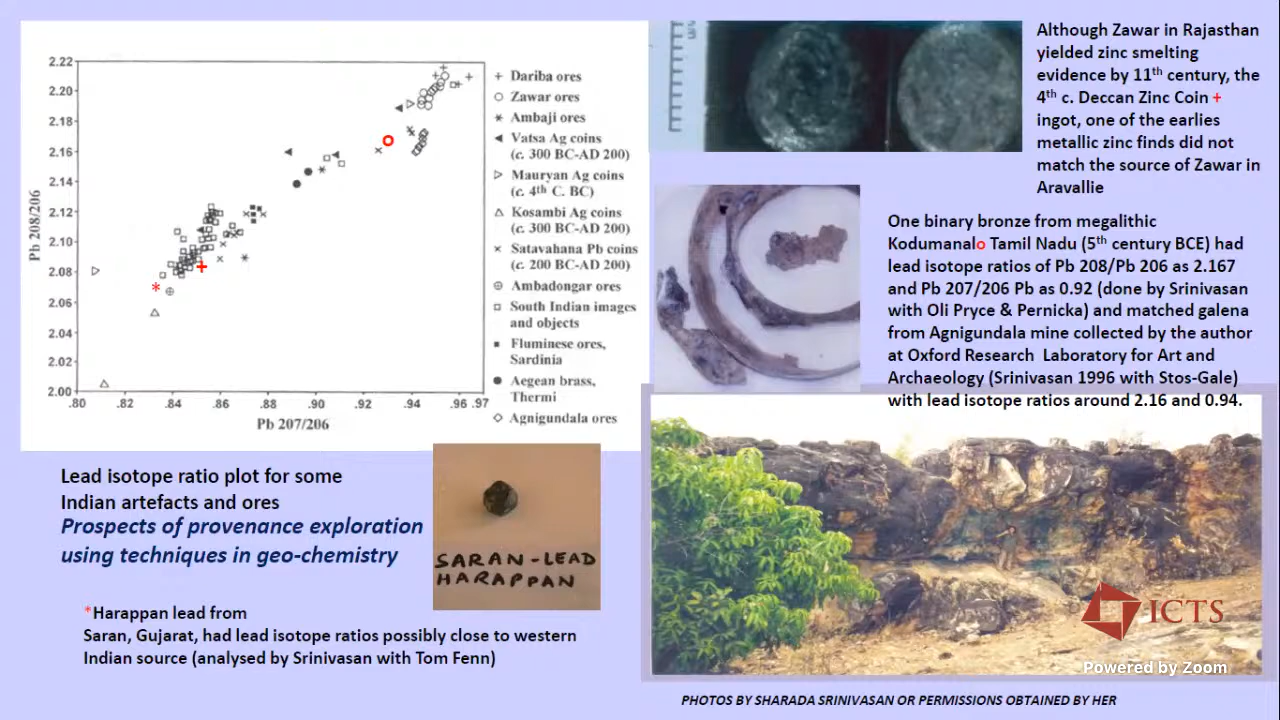 2.22
2.20
2.18
2.16
2.14
2.12
2.10
2.08
2.06
2.04
2.02
2.00
Pb 208/206
.80 .82 .84 .86 .88 .90 .92 .94 .96 .97
Pb 207/206
Dariba ores
Zawar ores
Ambaji ores
Vatsa Ag coins
(c. 300 BC-AD 200)
Mauryan Ag coins
(c. 4th C. BC)
Kosambi Ag coins
(c. 300 BC-AD 200)
Satavahana Pb coins
(c. 200 BC-AD 200)
Ambadongar ores
South Indian images
and objects
Fluminese ores,
Sardinia
Aegean brass,
Thermi
Agnigundala ores
Although Zawar in Rajasthan
yielded zinc smelting
evidence by 11th century, the
4th c. Deccan Zinc Coin +
ingot, one of the earlies
metallic zinc finds did not
match the source of Zawar in
Aravallie
One binary bronze from megalithic
Kodumanalo Tamil Nadu (5th century BCE) had
lead isotope ratios of Pb 208/Pb 206 as 2.167
and Pb 207/206 Pb as 0.92 (done by Srinivasan
with Oli Pryce & Pernicka) and matched galena
from Agnigundala mine collected by the author
at Oxford Research Laboratory for Art and
Archaeology (Srinivasan 1996 with Stos-Gale)
with lead isotope ratios around 2.16 and 0.94.
Lead isotope ratio plot for some
Indian artefacts and ores
Prospects of provenance exploration
using techniques in geo-chemistry
SARAN-LEAD
HARAPPAN
*Harappan lead from
Saran, Gujarat, had lead isotope ratios possibly close to western
Indian source (analysed by Srinivasan with Tom Fenn)
ICTS
Powered by Zoom
PHOTOS BY SHARADA SRINIVASAN OR PERMISSIONS OBTAINED BY HER